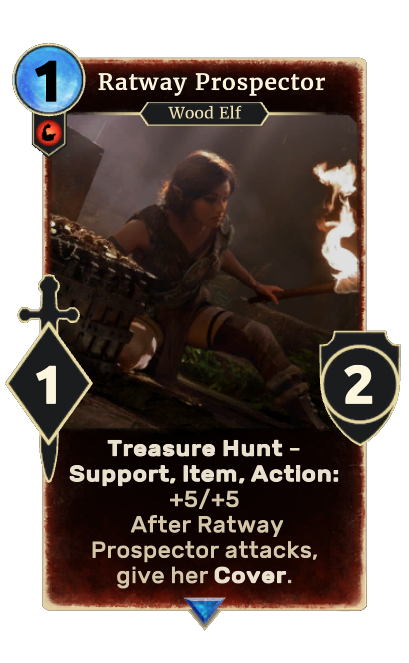 1
Ratway Prospector
Wood Elf
1
2
Treasure Hunt –
Support, Item, Action:
+5/+5
After Ratway
Prospector attacks,
give her Cover.